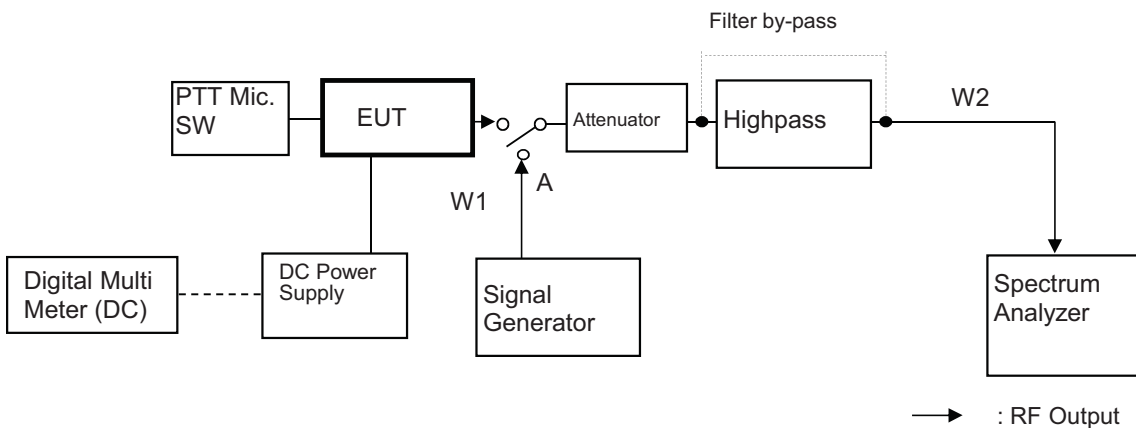 Filter by-pass
PTT Mic.
SW
EUT
Attenuator
Highpass
W2
A
W1
Digital Multi
Meter (DC)
DC Power
Supply
Signal
Generator
Spectrum
Analyzer
: RF Output